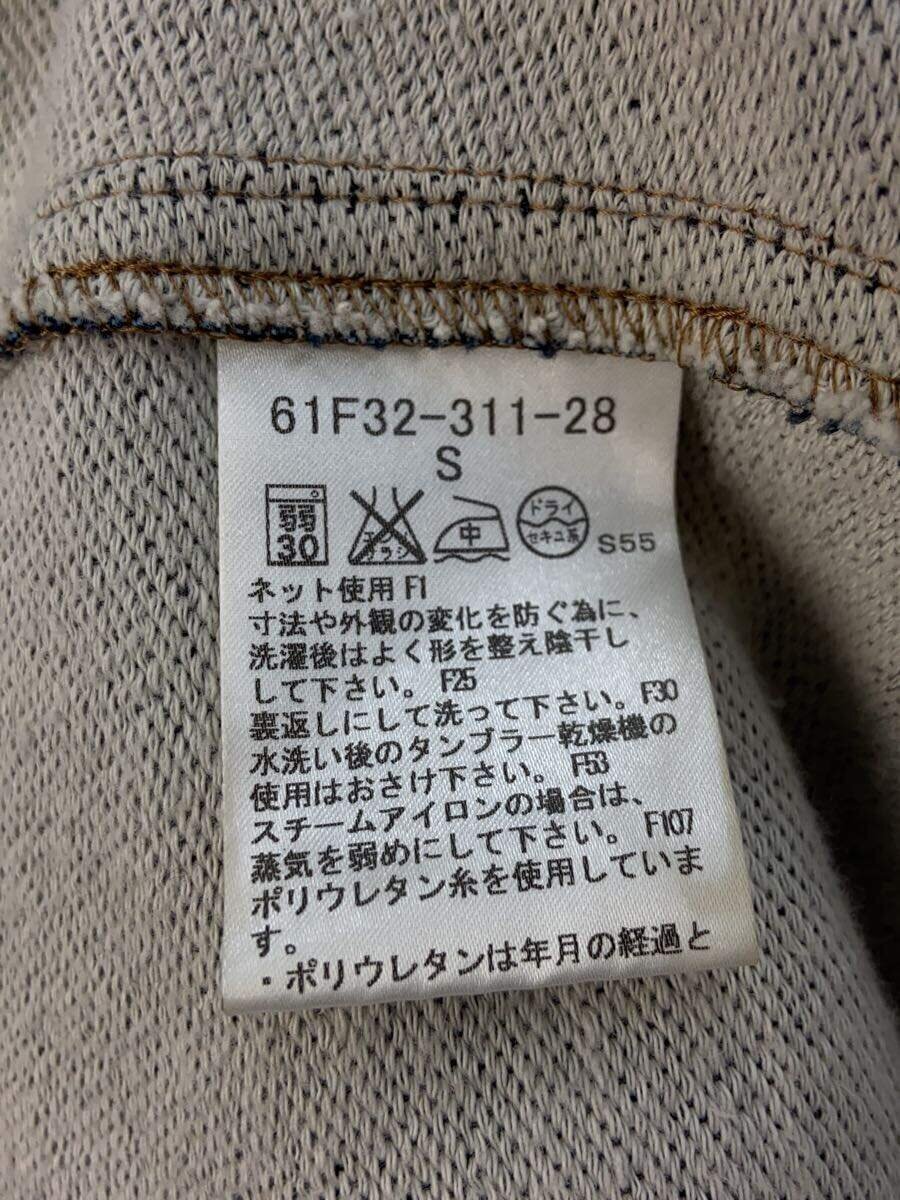 61F32-311-28
S
弱
30
エンソ
サラシ
中
ドライ
セキユ系
S55
ネット使用 F1
寸法や外観の変化を防ぐ為に、
洗濯後はよく形を整え陰干し
して下さい。 F25
裏返しにして洗って下さい。F30
水洗い後のタンブラー乾燥機の
使用はおさけ下さい。 F53
スチームアイロンの場合は、
蒸気を弱めにして下さい。 F107
ポリウレタン糸を使用していま
す。
・ポリウレタンは年月の経過と